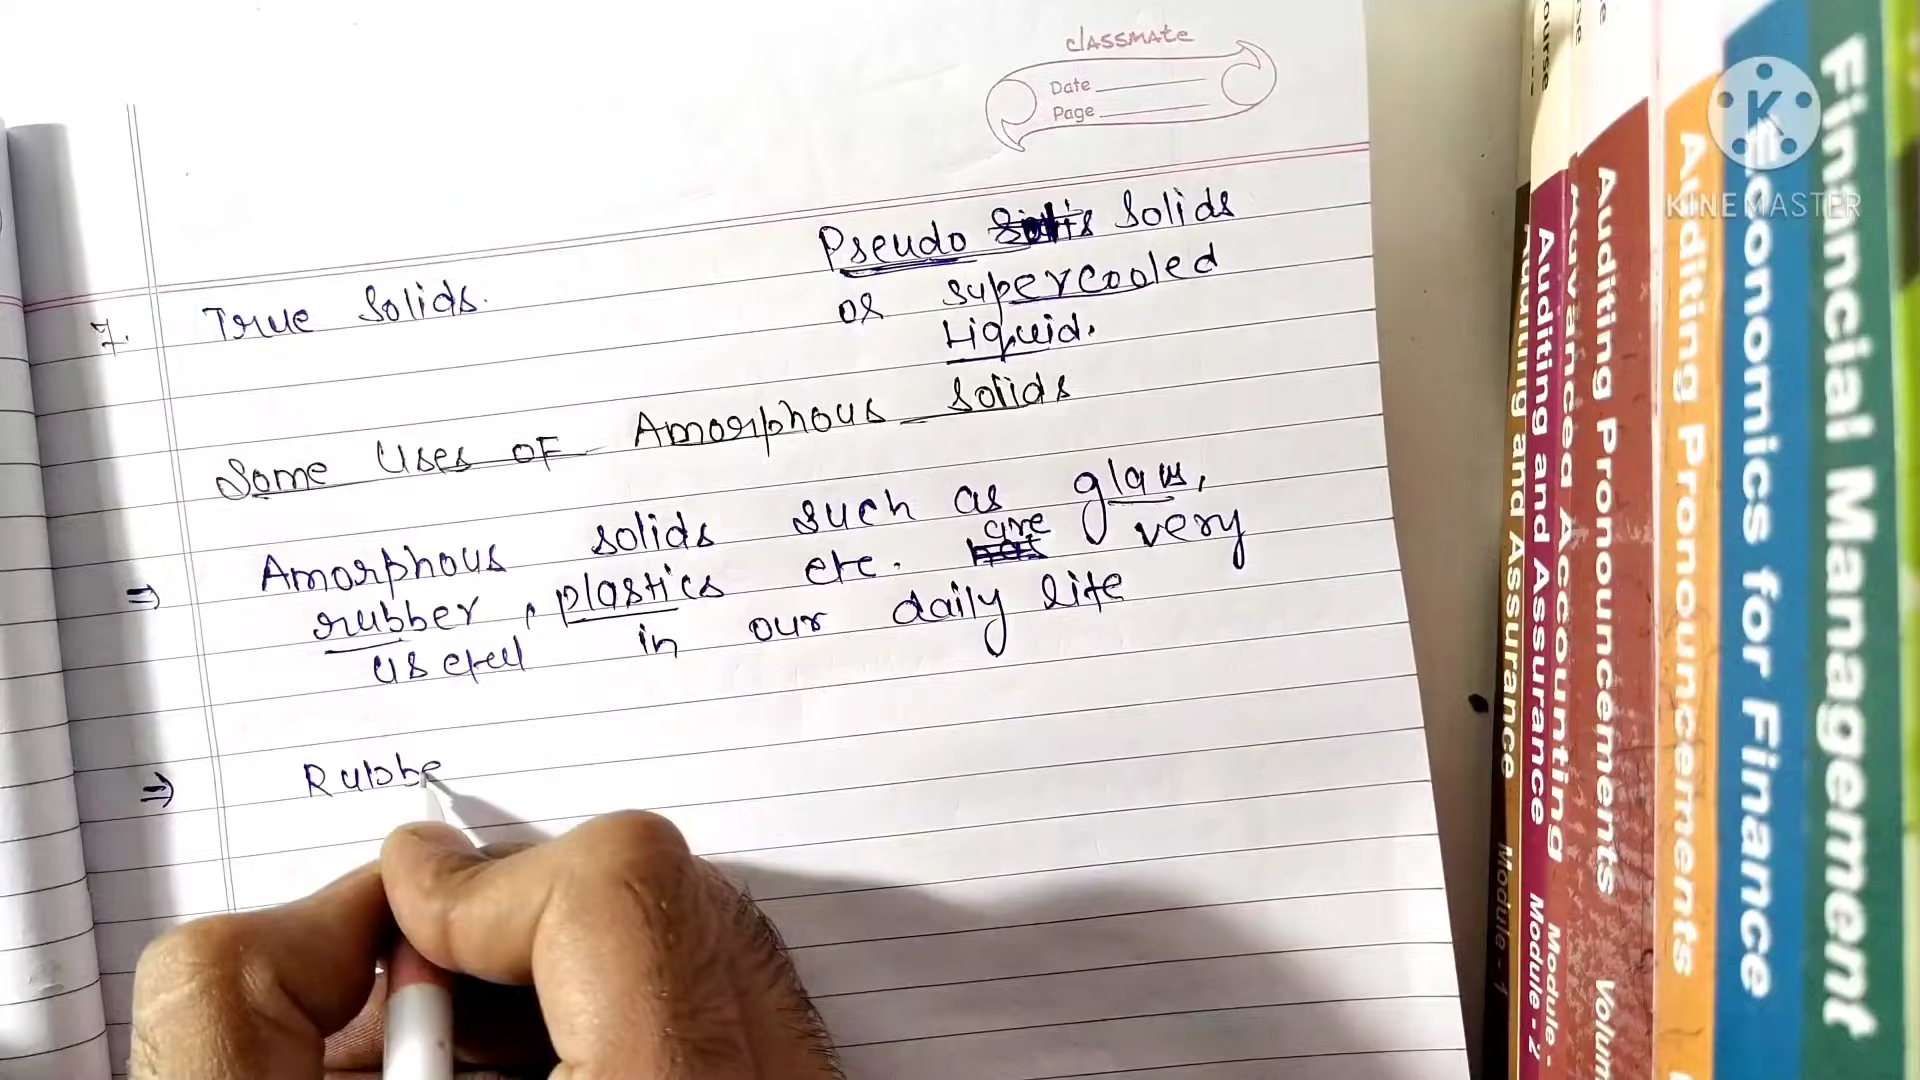 classmate
Date
Page
Pseudo Solids
7. True Solids. or supercooled
Liquid.
Some Uses OF Amorphous Solids
⇒ Amorphous solids such as glass,
rubber, plastics etc. are very
useful in our daily life
⇒ Rubbe
Auditing and Assurance Module - 1
Auditing and Assurance Module - 2
Advanced Accounting Module -
Auditing Pronouncements Volum
Auditing Pronouncements
Economics for Finance
Financial Management
K
KINEMASTER